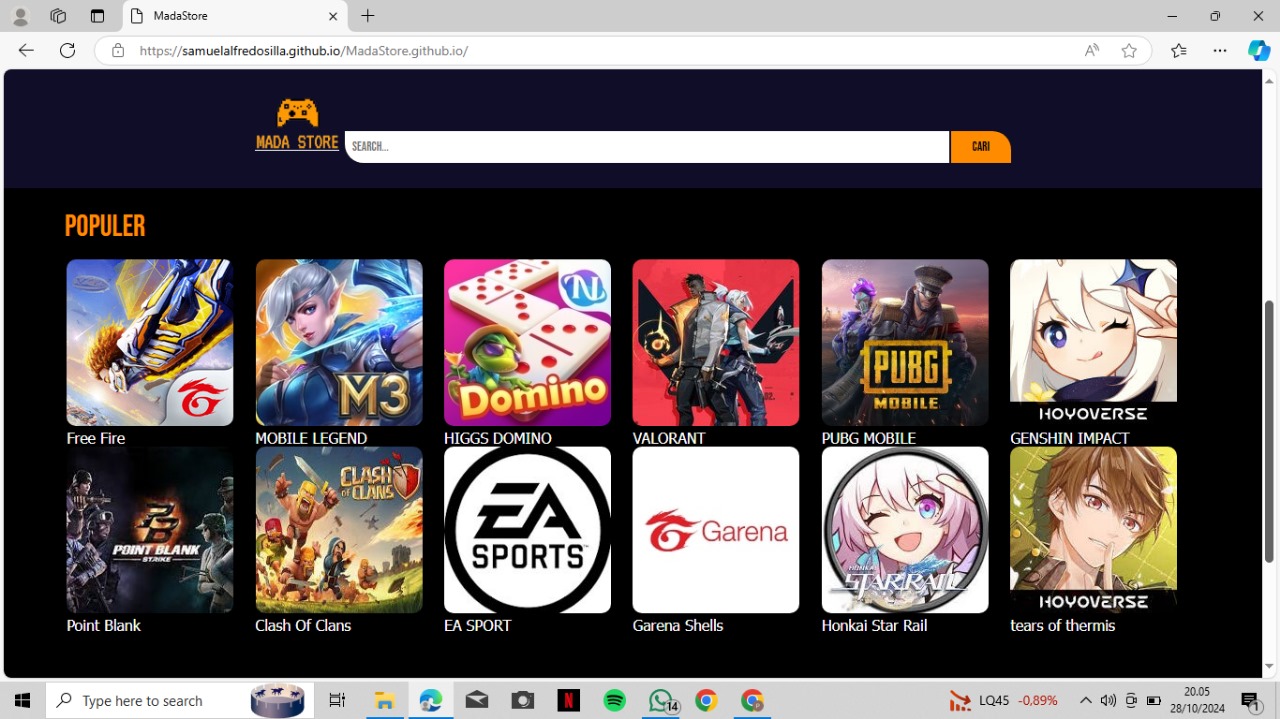 MadaStore
https://samuelalfredosilla.github.io/MadaStore.github.io/
MADA STORE
SEARCH...
CARI
POPULER
M3
Domino
PUBG
MOBILE
HOYOVERSE
Free Fire
MOBILE LEGEND
HIGGS DOMINO
VALORANT
PUBG MOBILE
GENSHIN IMPACT
POINT BLANK
STRIKE
CLASH
OF CLANS
EA
SPORTS
Garena
HONKAI
STAR RAIL
HOYOVERSE
Point Blank
Clash Of Clans
EA SPORT
Garena Shells
Honkai Star Rail
tears of thermis
Type here to search
14
LQ45 -0,89%
20.05
28/10/2024
1